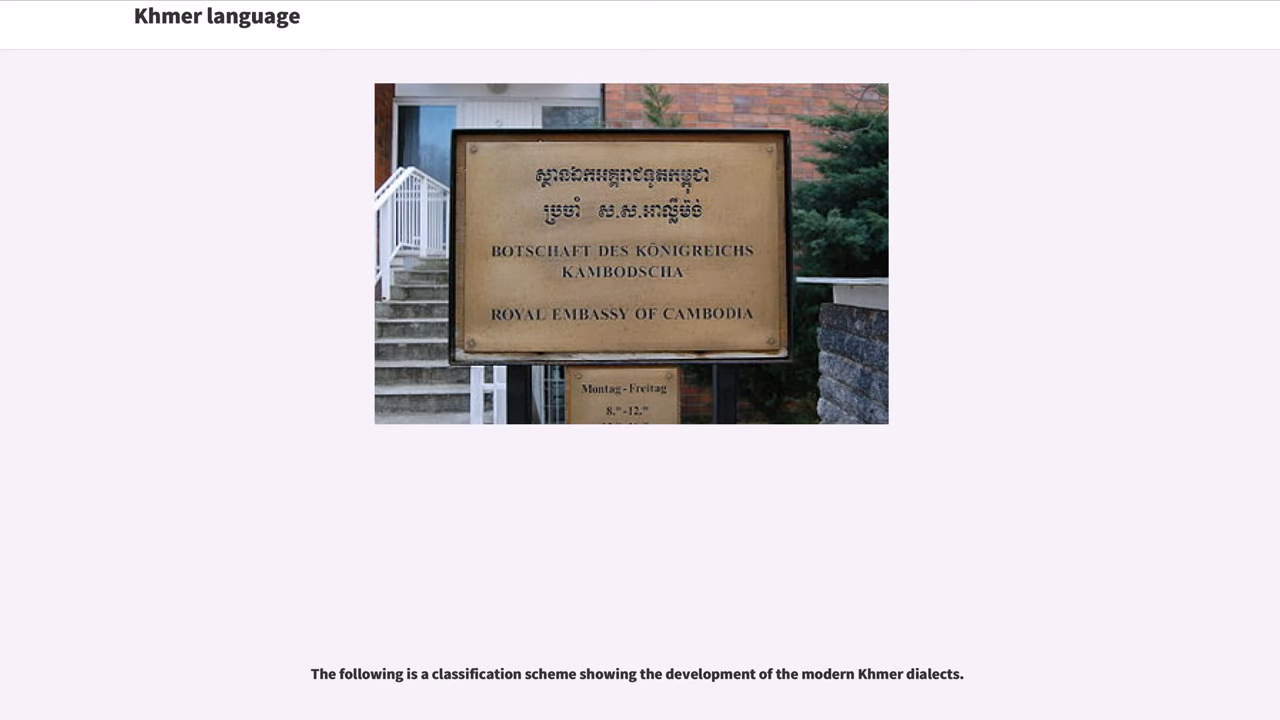 Khmer language
ស្ថានឯកអគ្គរាជទូតកម្ពុជា
ប្រចាំ ស.ស.អាល្លឺម៉ង់
BOTSCHAFT DES KÖNIGREICHS
KAMBODSCHA
ROYAL EMBASSY OF CAMBODIA
Montag - Freitag
8.⁰⁰ - 12.⁰⁰
The following is a classification scheme showing the development of the modern Khmer dialects.